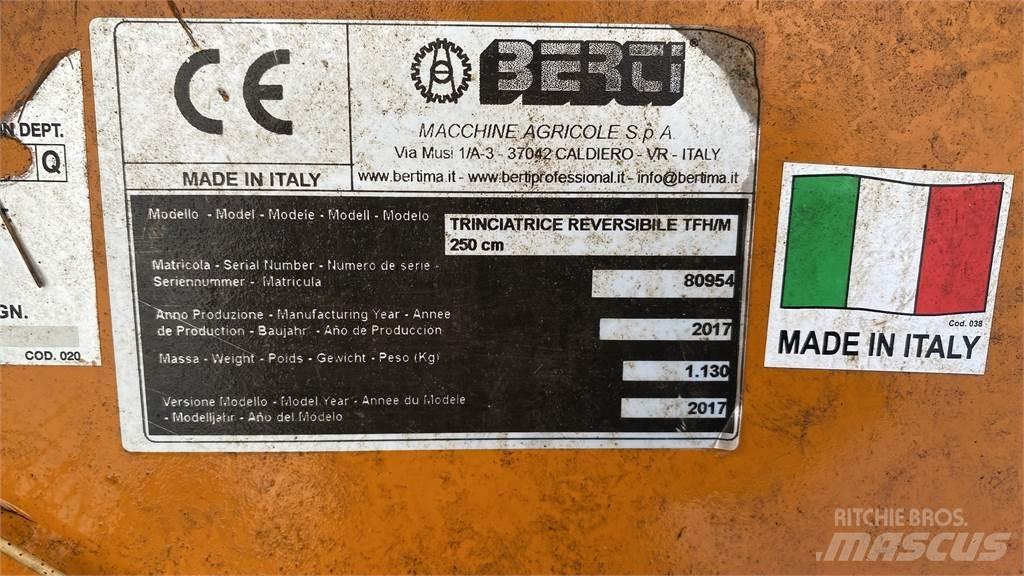 N DEPT.
Q
GN.
COD. 020
CE
MADE IN ITALY
BERTI
MACCHINE AGRICOLE S.p.A.
Via Musi 1/A-3 - 37042 CALDIERO - VR - ITALY
www.bertima.it - www.bertiprofessional.it - info@bertima.it
Modello - Model - Modele - Modell - Modelo
TRINCIATRICE REVERSIBILE TFH/M
250 cm
Matricola - Serial Number - Numero de serie -
Seriennummer - Matricula
80954
Anno Produzione - Manufacturing Year - Annee
de Production - Baujahr - Año de Producción
2017
Massa - Weight - Poids - Gewicht - Peso (Kg)
1.130
Versione Modello - Model Year - Annee du Modele
- Modelljahr - Año del Modelo
2017
Cod. 038
MADE IN ITALY
RITCHIE BROS.
MASCUS